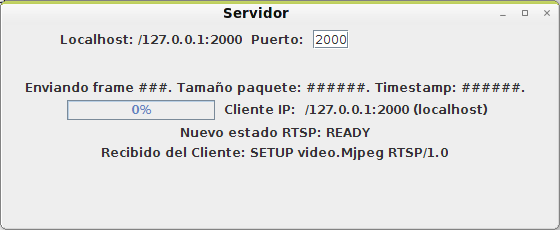 Servidor
Localhost: /127.0.0.1:2000 Puerto: 2000
Enviando frame ###. Tamaño paquete: ######. Timestamp: ######.
0% Cliente IP: /127.0.0.1:2000 (localhost)
Nuevo estado RTSP: READY
Recibido del Cliente: SETUP video.Mjpeg RTSP/1.0